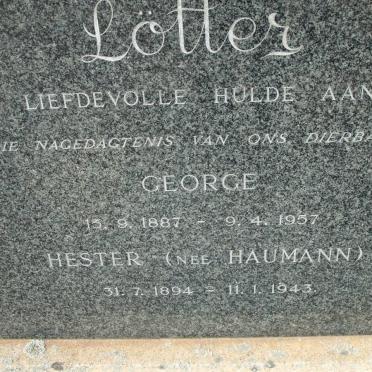 Lötter
LIEFDEVOLLE HULDE AAN
IE NAGEDAGTENIS VAN ONS DIERBA
GEORGE
15. 9. 1887 - 9. 4. 1957
HESTER (NEE HAUMANN)
31. 7. 1894 = 11. 1. 1943